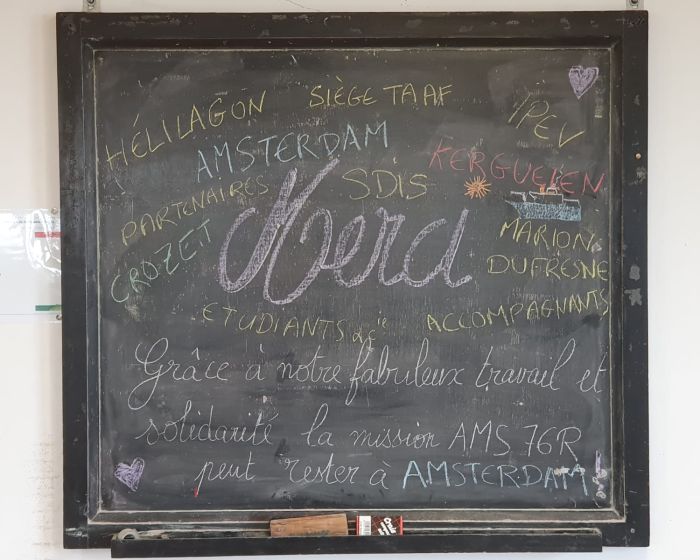 HÉLILAGON
SIÈGE TAAF
IPEV
AMSTERDAM
KERGUELEN
PARTENAIRES
SDIS
CROZET
Merci
MARION
DUFRESNE
ETUDIANTS
ACCOMPAGNANTS
Grâce à notre fabuleux travail et
solidarité la mission AMS 76R
peut rester à AMSTERDAM